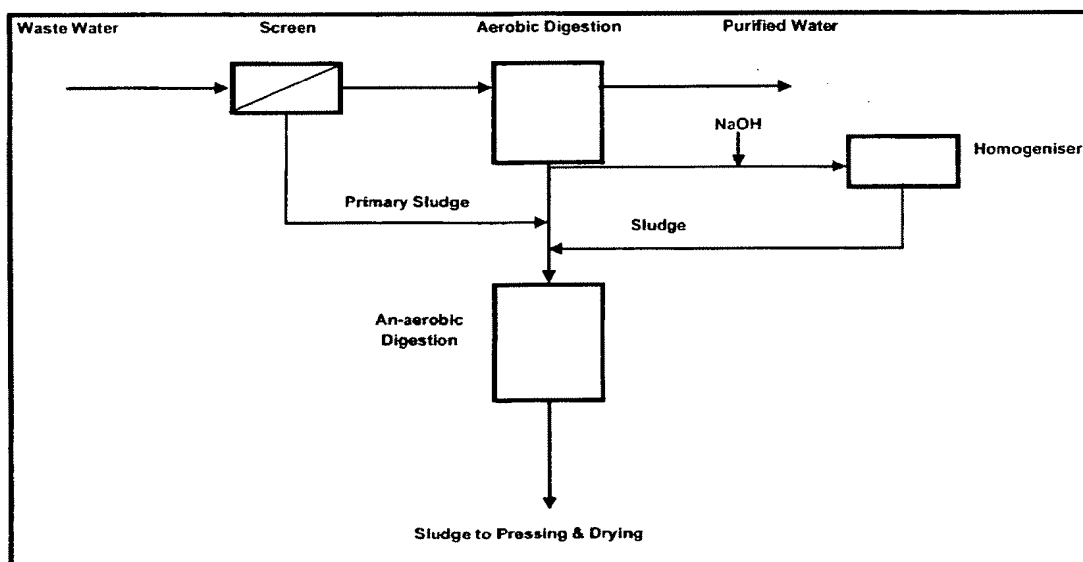 Waste Water
Screen
Aerobic Digestion
Purified Water
NaOH
Homogeniser
Primary Sludge
Sludge
An-aerobic
Digestion
Sludge to Pressing & Drying